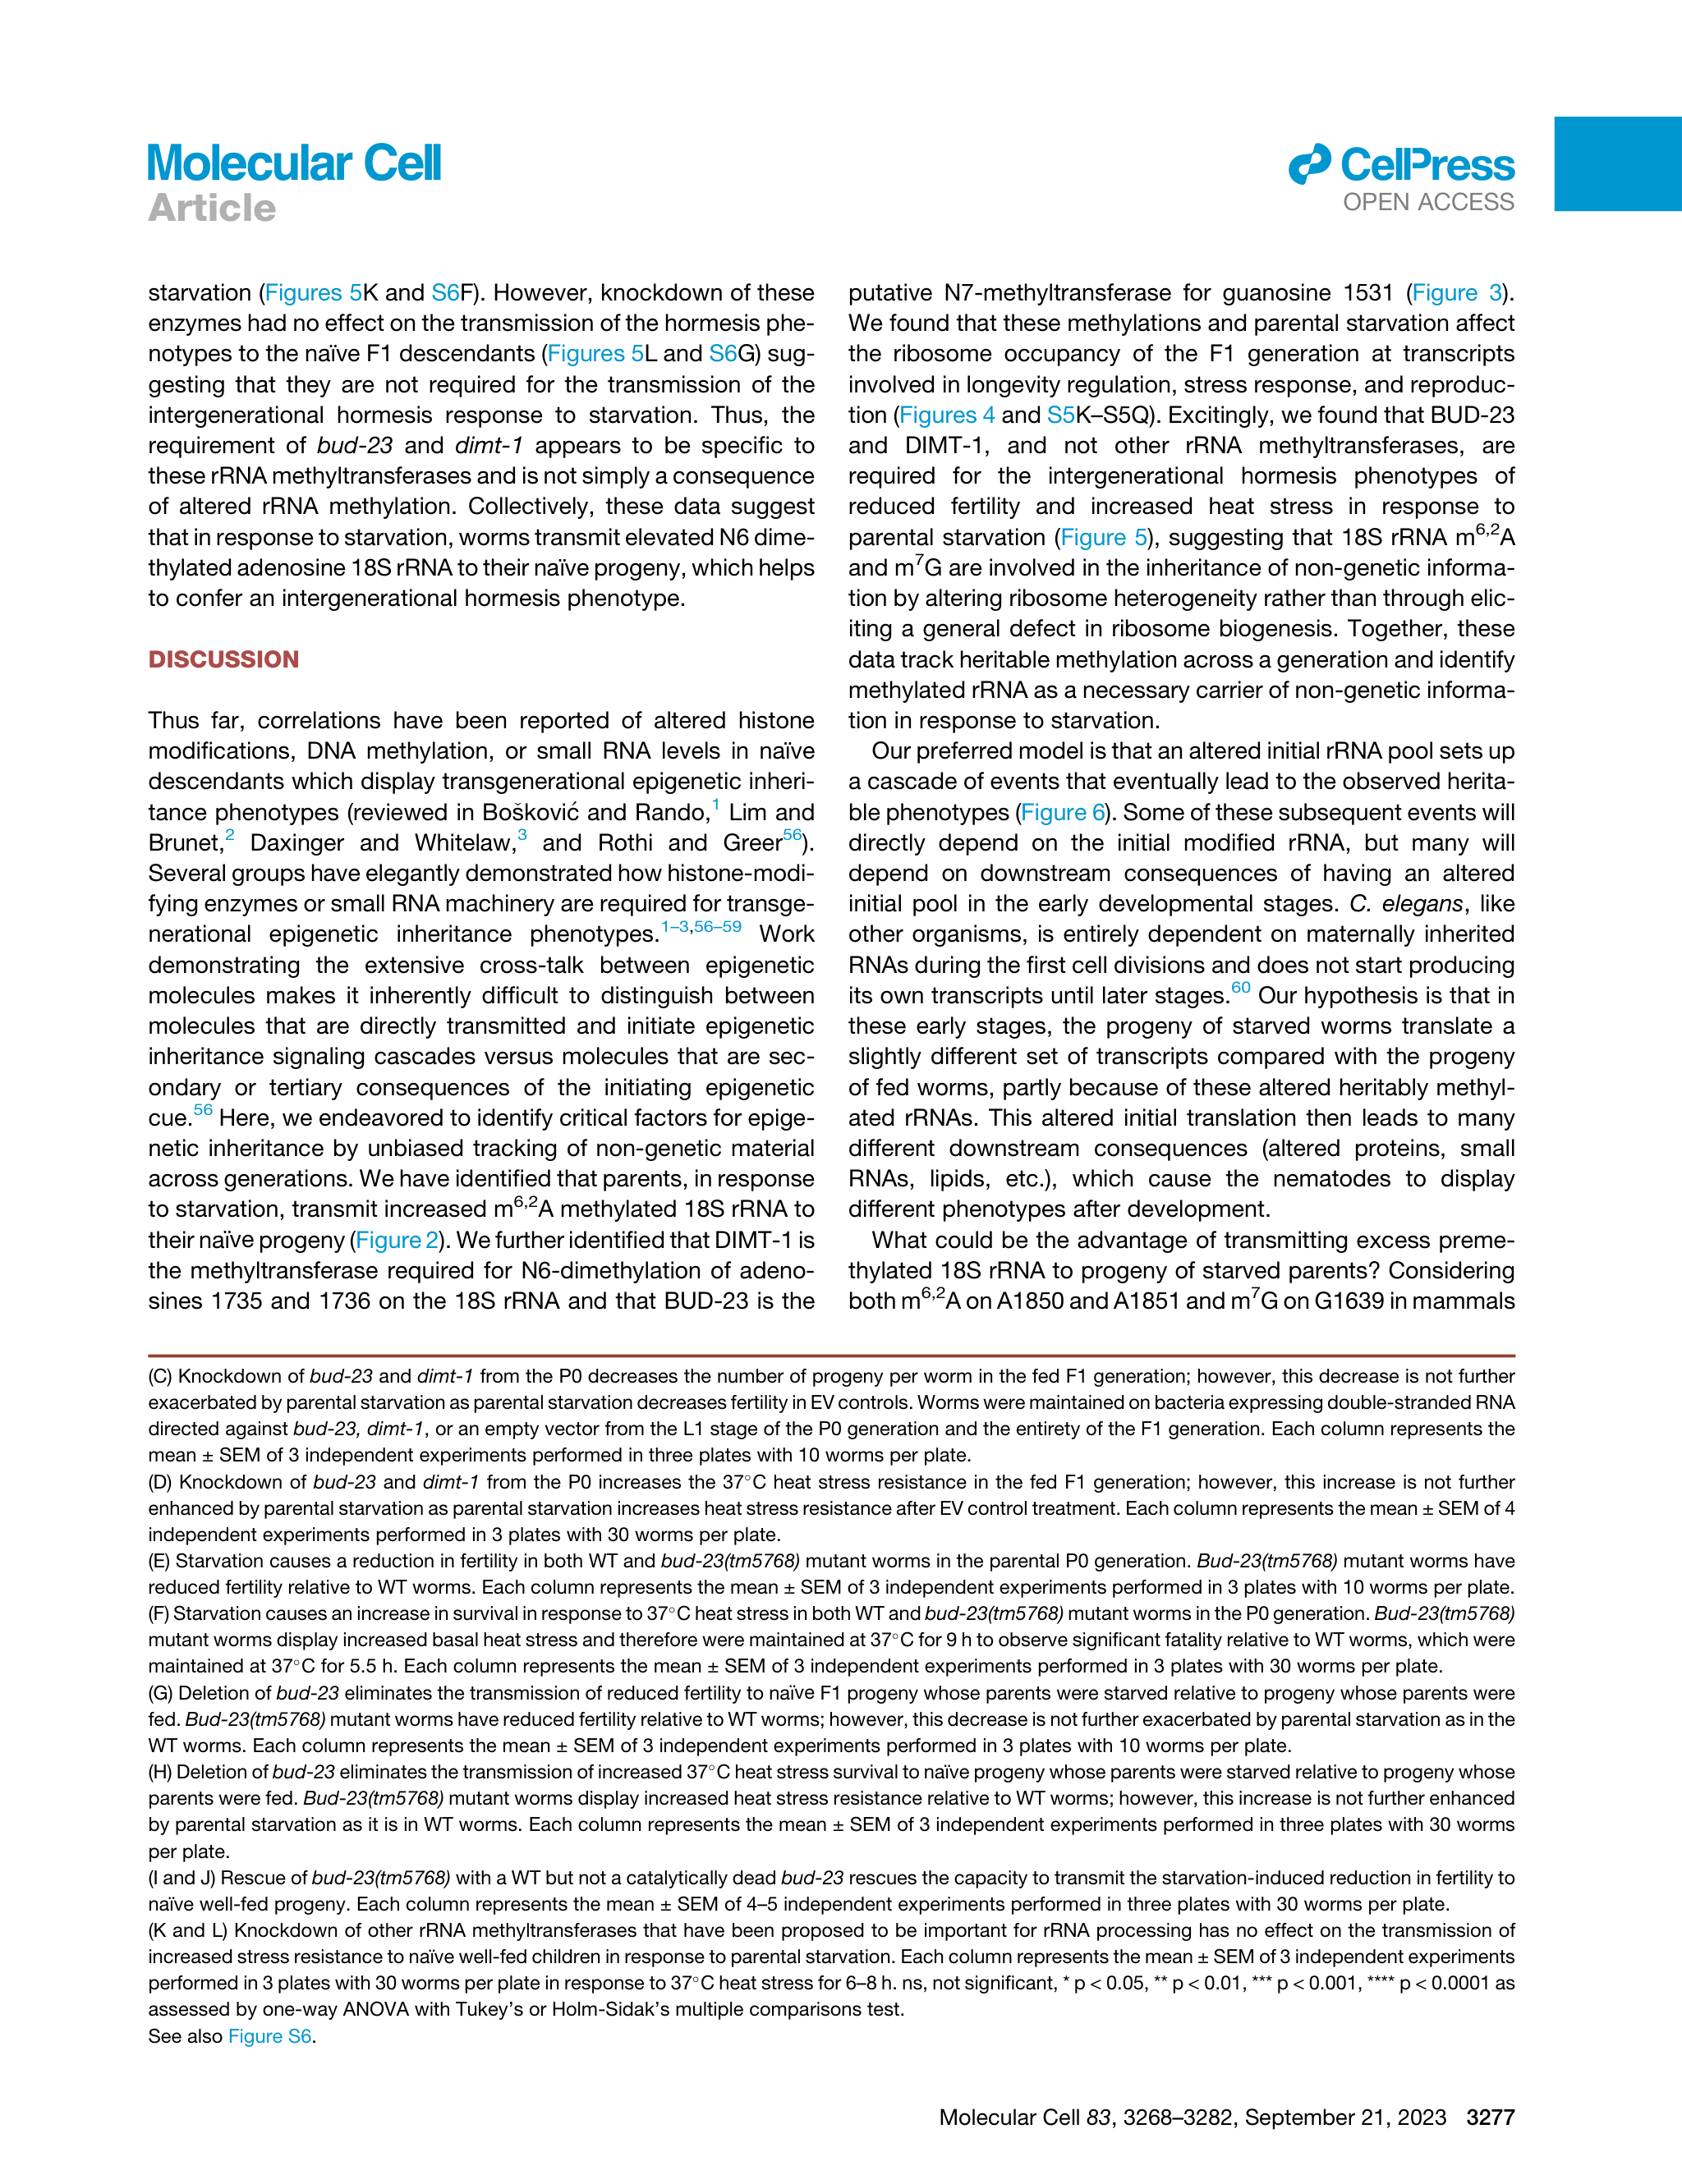 Molecular Cell
Article
CellPress
OPEN ACCESS
starvation (Figures 5K and S6F). However, knockdown of these
enzymes had no effect on the transmission of the hormesis phe-
notypes to the naïve F1 descendants (Figures 5L and S6G) sug-
gesting that they are not required for the transmission of the
intergenerational hormesis response to starvation. Thus, the
requirement of bud-23 and dimt-1 appears to be specific to
these rRNA methyltransferases and is not simply a consequence
of altered rRNA methylation. Collectively, these data suggest
that in response to starvation, worms transmit elevated N6 dime-
thylated adenosine 18S rRNA to their naïve progeny, which helps
to confer an intergenerational hormesis phenotype.
DISCUSSION
Thus far, correlations have been reported of altered histone
modifications, DNA methylation, or small RNA levels in naïve
descendants which display transgenerational epigenetic inheri-
tance phenotypes (reviewed in Bošković and Rando,1 Lim and
Brunet,2 Daxinger and Whitelaw,3 and Rothi and Greer56).
Several groups have elegantly demonstrated how histone-modi-
fying enzymes or small RNA machinery are required for transge-
nerational epigenetic inheritance phenotypes.1–3,56–59 Work
demonstrating the extensive cross-talk between epigenetic
molecules makes it inherently difficult to distinguish between
molecules that are directly transmitted and initiate epigenetic
inheritance signaling cascades versus molecules that are sec-
ondary or tertiary consequences of the initiating epigenetic
cue.56 Here, we endeavored to identify critical factors for epige-
netic inheritance by unbiased tracking of non-genetic material
across generations. We have identified that parents, in response
to starvation, transmit increased m6,2A methylated 18S rRNA to
their naïve progeny (Figure 2). We further identified that DIMT-1 is
the methyltransferase required for N6-dimethylation of adeno-
sines 1735 and 1736 on the 18S rRNA and that BUD-23 is the
putative N7-methyltransferase for guanosine 1531 (Figure 3).
We found that these methylations and parental starvation affect
the ribosome occupancy of the F1 generation at transcripts
involved in longevity regulation, stress response, and reproduc-
tion (Figures 4 and S5K–S5Q). Excitingly, we found that BUD-23
and DIMT-1, and not other rRNA methyltransferases, are
required for the intergenerational hormesis phenotypes of
reduced fertility and increased heat stress in response to
parental starvation (Figure 5), suggesting that 18S rRNA m6,2A
and m7G are involved in the inheritance of non-genetic informa-
tion by altering ribosome heterogeneity rather than through elic-
iting a general defect in ribosome biogenesis. Together, these
data track heritable methylation across a generation and identify
methylated rRNA as a necessary carrier of non-genetic informa-
tion in response to starvation.
Our preferred model is that an altered initial rRNA pool sets up
a cascade of events that eventually lead to the observed herita-
ble phenotypes (Figure 6). Some of these subsequent events will
directly depend on the initial modified rRNA, but many will
depend on downstream consequences of having an altered
initial pool in the early developmental stages. C. elegans, like
other organisms, is entirely dependent on maternally inherited
RNAs during the first cell divisions and does not start producing
its own transcripts until later stages.60 Our hypothesis is that in
these early stages, the progeny of starved worms translate a
slightly different set of transcripts compared with the progeny
of fed worms, partly because of these altered heritably methyl-
ated rRNAs. This altered initial translation then leads to many
different downstream consequences (altered proteins, small
RNAs, lipids, etc.), which cause the nematodes to display
different phenotypes after development.
What could be the advantage of transmitting excess preme-
thylated 18S rRNA to progeny of starved parents? Considering
both m6,2A on A1850 and A1851 and m7G on G1639 in mammals
(C) Knockdown of bud-23 and dimt-1 from the P0 decreases the number of progeny per worm in the fed F1 generation; however, this decrease is not further
exacerbated by parental starvation as parental starvation decreases fertility in EV controls. Worms were maintained on bacteria expressing double-stranded RNA
directed against bud-23, dimt-1, or an empty vector from the L1 stage of the P0 generation and the entirety of the F1 generation. Each column represents the
mean ± SEM of 3 independent experiments performed in three plates with 10 worms per plate.
(D) Knockdown of bud-23 and dimt-1 from the P0 increases the 37°C heat stress resistance in the fed F1 generation; however, this increase is not further
enhanced by parental starvation as parental starvation increases heat stress resistance after EV control treatment. Each column represents the mean ± SEM of 4
independent experiments performed in 3 plates with 30 worms per plate.
(E) Starvation causes a reduction in fertility in both WT and bud-23(tm5768) mutant worms in the parental P0 generation. Bud-23(tm5768) mutant worms have
reduced fertility relative to WT worms. Each column represents the mean ± SEM of 3 independent experiments performed in 3 plates with 10 worms per plate.
(F) Starvation causes an increase in survival in response to 37°C heat stress in both WT and bud-23(tm5768) mutant worms in the P0 generation. Bud-23(tm5768)
mutant worms display increased basal heat stress and therefore were maintained at 37°C for 9 h to observe significant fatality relative to WT worms, which were
maintained at 37°C for 5.5 h. Each column represents the mean ± SEM of 3 independent experiments performed in 3 plates with 30 worms per plate.
(G) Deletion of bud-23 eliminates the transmission of reduced fertility to naïve F1 progeny whose parents were starved relative to progeny whose parents were
fed. Bud-23(tm5768) mutant worms have reduced fertility relative to WT worms; however, this decrease is not further exacerbated by parental starvation as in the
WT worms. Each column represents the mean ± SEM of 3 independent experiments performed in 3 plates with 10 worms per plate.
(H) Deletion of bud-23 eliminates the transmission of increased 37°C heat stress survival to naïve progeny whose parents were starved relative to progeny whose
parents were fed. Bud-23(tm5768) mutant worms display increased heat stress resistance relative to WT worms; however, this increase is not further enhanced
by parental starvation as it is in WT worms. Each column represents the mean ± SEM of 3 independent experiments performed in three plates with 30 worms
per plate.
(I and J) Rescue of bud-23(tm5768) with a WT but not a catalytically dead bud-23 rescues the capacity to transmit the starvation-induced reduction in fertility to
naïve well-fed progeny. Each column represents the mean ± SEM of 4–5 independent experiments performed in three plates with 30 worms per plate.
(K and L) Knockdown of other rRNA methyltransferases that have been proposed to be important for rRNA processing has no effect on the transmission of
increased stress resistance to naïve well-fed children in response to parental starvation. Each column represents the mean ± SEM of 3 independent experiments
performed in 3 plates with 30 worms per plate in response to 37°C heat stress for 6–8 h. ns, not significant, * p < 0.05, ** p < 0.01, *** p < 0.001, **** p < 0.0001 as
assessed by one-way ANOVA with Tukey's or Holm-Sidak's multiple comparisons test.
See also Figure S6.
Molecular Cell 83, 3268–3282, September 21, 2023 3277